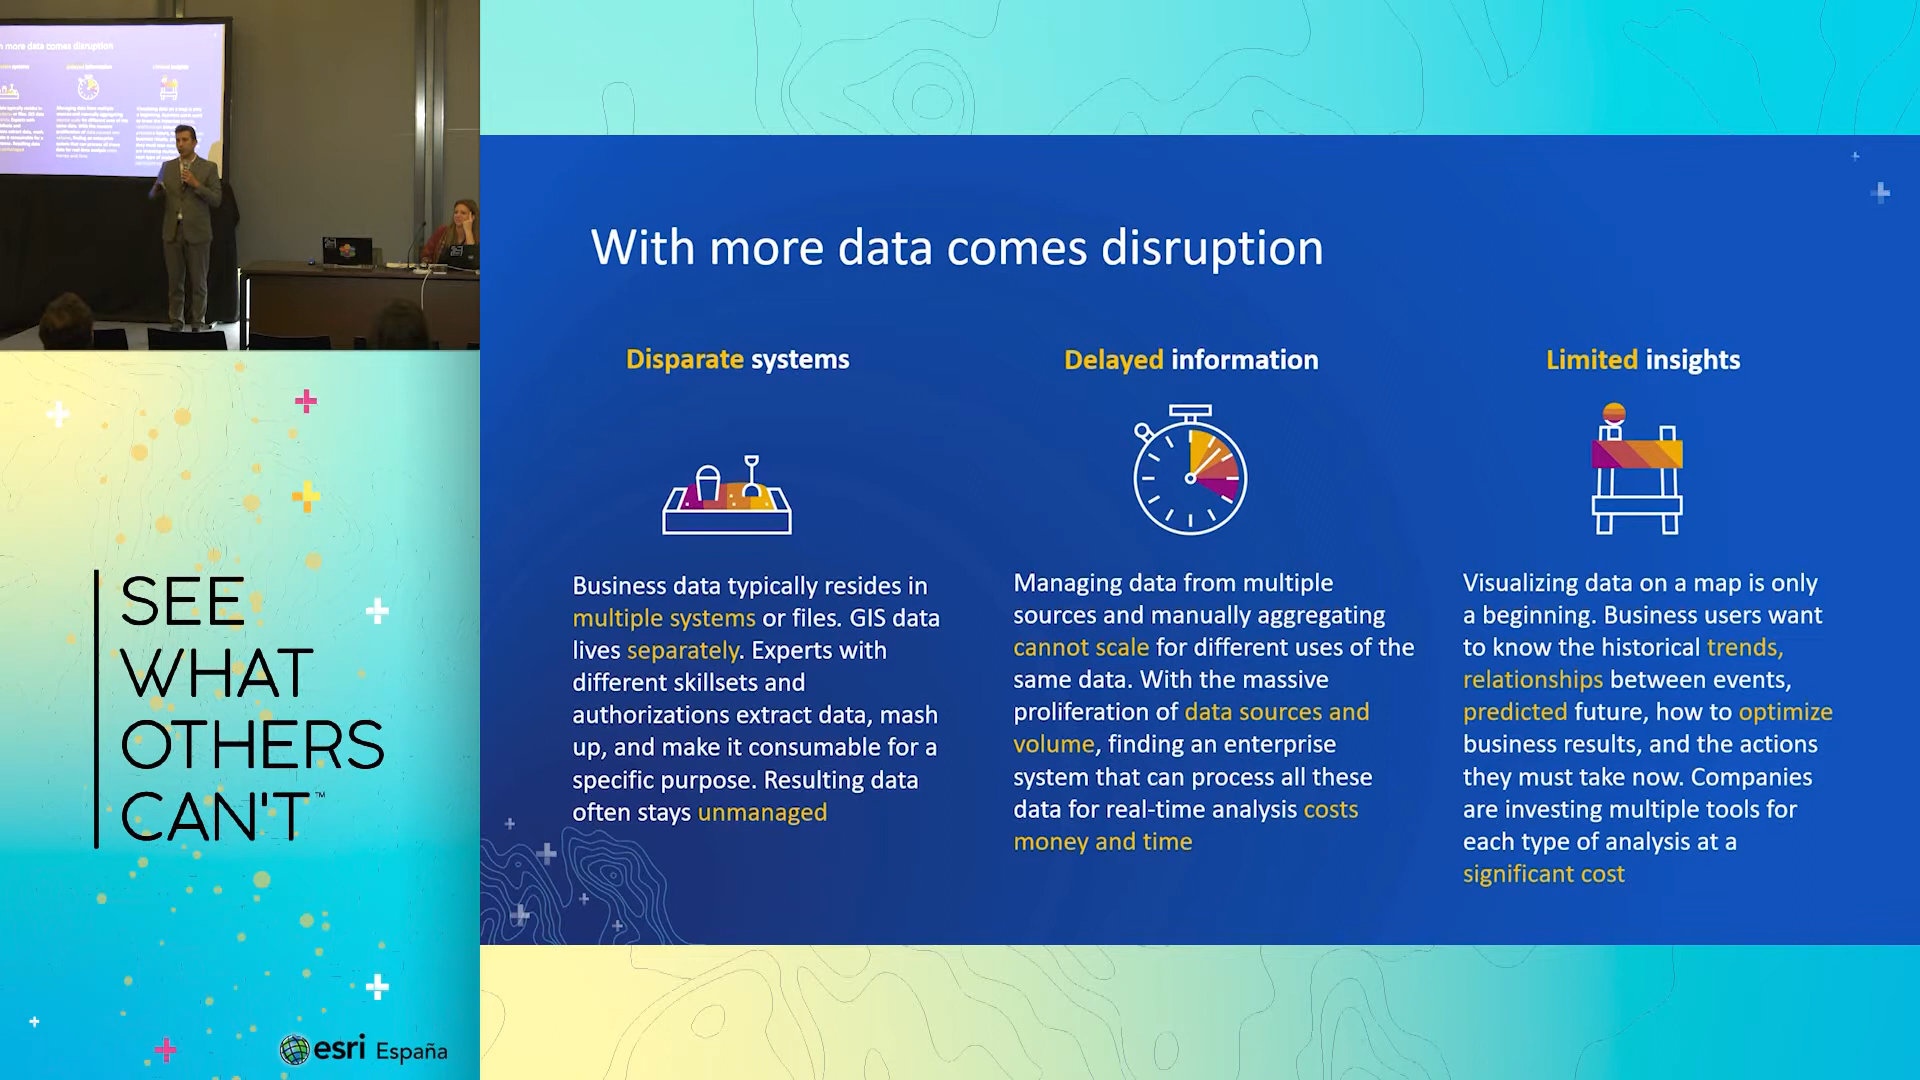 With more data comes disruption
Disparate systems
Business data typically resides in
multiple systems or files. GIS data
lives separately. Experts with
different skillsets and
authorizations extract data, mash
up, and make it consumable for a
specific purpose. Resulting data
often stays unmanaged
Delayed information
Managing data from multiple
sources and manually aggregating
cannot scale for different uses of the
same data. With the massive
proliferation of data sources and
volume, finding an enterprise
system that can process all these
data for real-time analysis costs
money and time
Limited insights
Visualizing data on a map is only
a beginning. Business users want
to know the historical trends,
relationships between events,
predicted future, how to optimize
business results, and the actions
they must take now. Companies
are investing multiple tools for
each type of analysis at a
significant cost
more data comes disruption
SEE
WHAT
OTHERS
CAN'T™
esri España